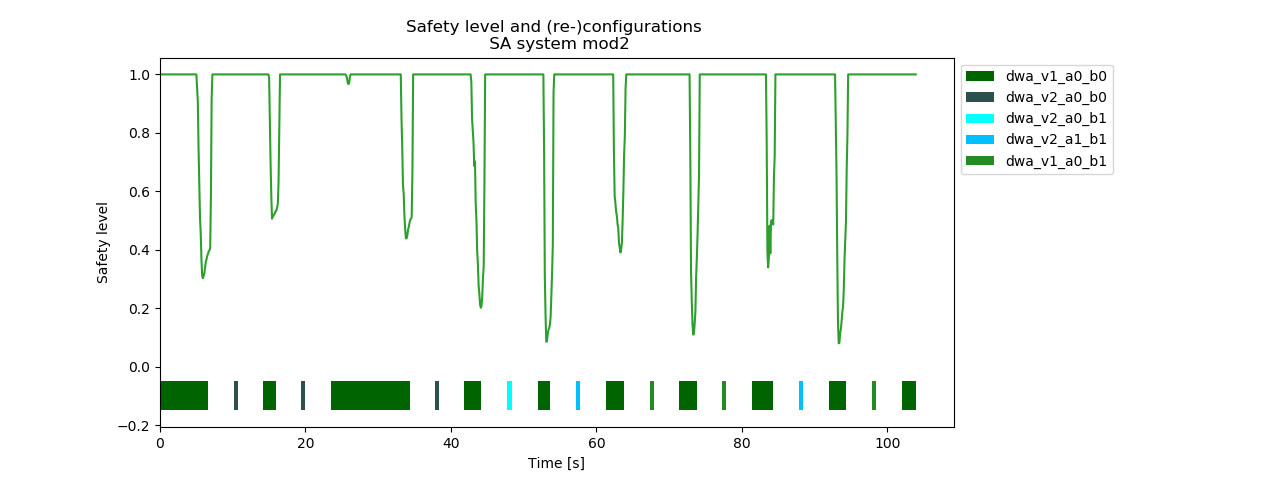 Safety level and (re-)configurations
SA system mod2
Safety level
1.0
0.8
0.6
0.4
0.2
0.0
−0.2
0
20
40
60
80
100
Time [s]
dwa_v1_a0_b0
dwa_v2_a0_b0
dwa_v2_a0_b1
dwa_v2_a1_b1
dwa_v1_a0_b1